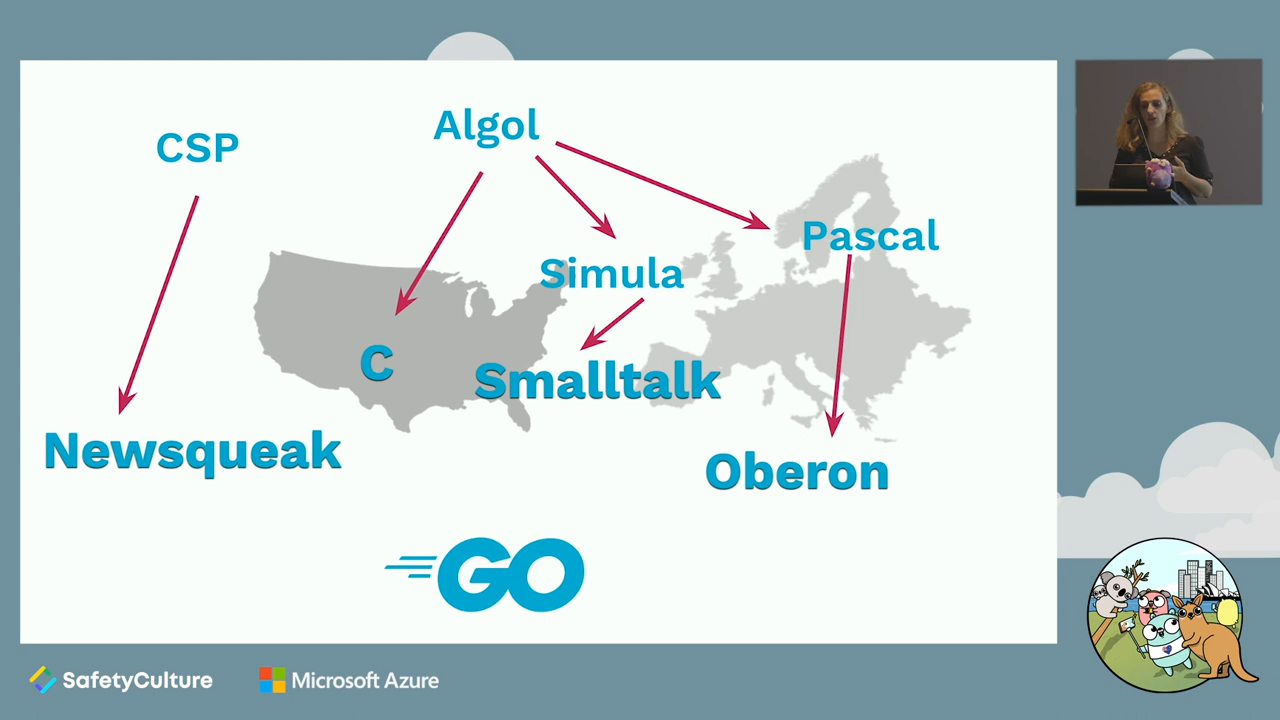 CSP
Algol
Pascal
Simula
C
Smalltalk
Newsqueak
Oberon
GO
SafetyCulture
Microsoft Azure